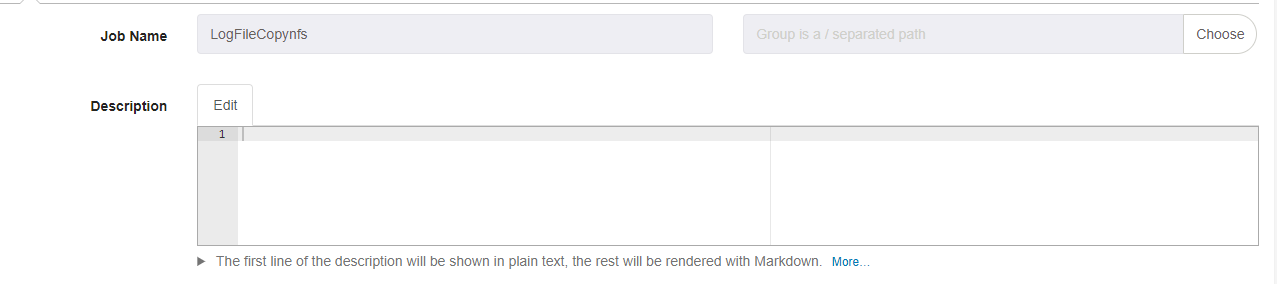 Job Name LogFileCopynfs Group is a / separated path Choose
Description Edit
1
The first line of the description will be shown in plain text, the rest will be rendered with Markdown. More...